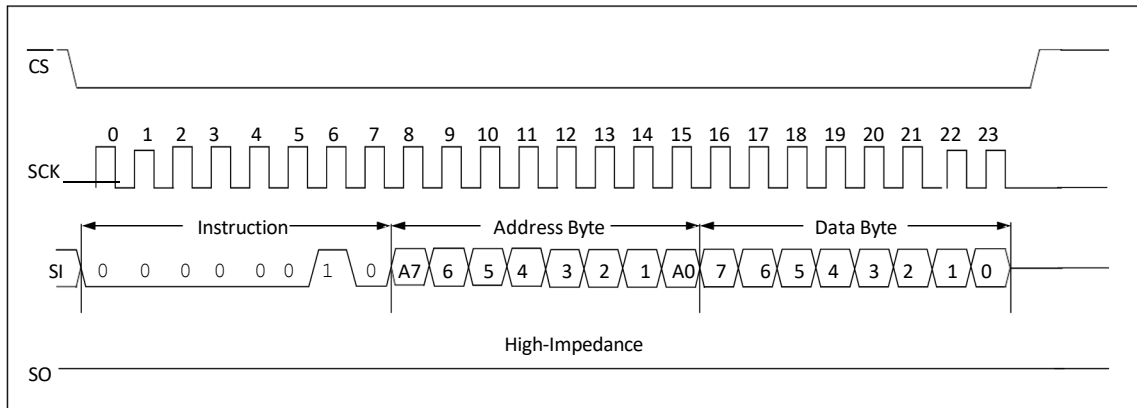 CS
0 1 2 3 4 5 6 7 8 9 10 11 12 13 14 15 16 17 18 19 20 21 22 23
SCK
Instruction Address Byte Data Byte
SI 0 0 0 0 0 0 1 0 A7 6 5 4 3 2 1 A0 7 6 5 4 3 2 1 0
High-Impedance
SO